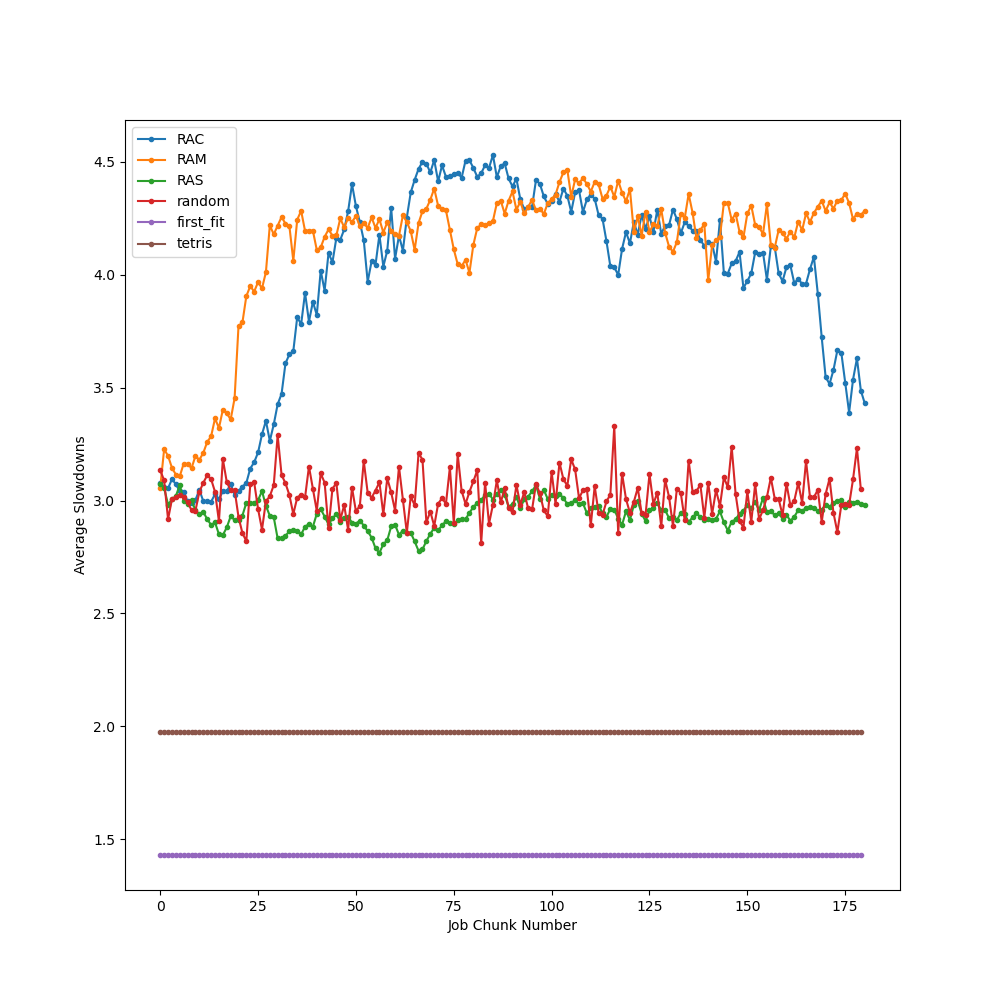 RAC
RAM
RAS
random
first_fit
tetris
4.5
4.0
3.5
3.0
2.5
2.0
1.5
Average Slowdowns
0 25 50 75 100 125 150 175
Job Chunk Number